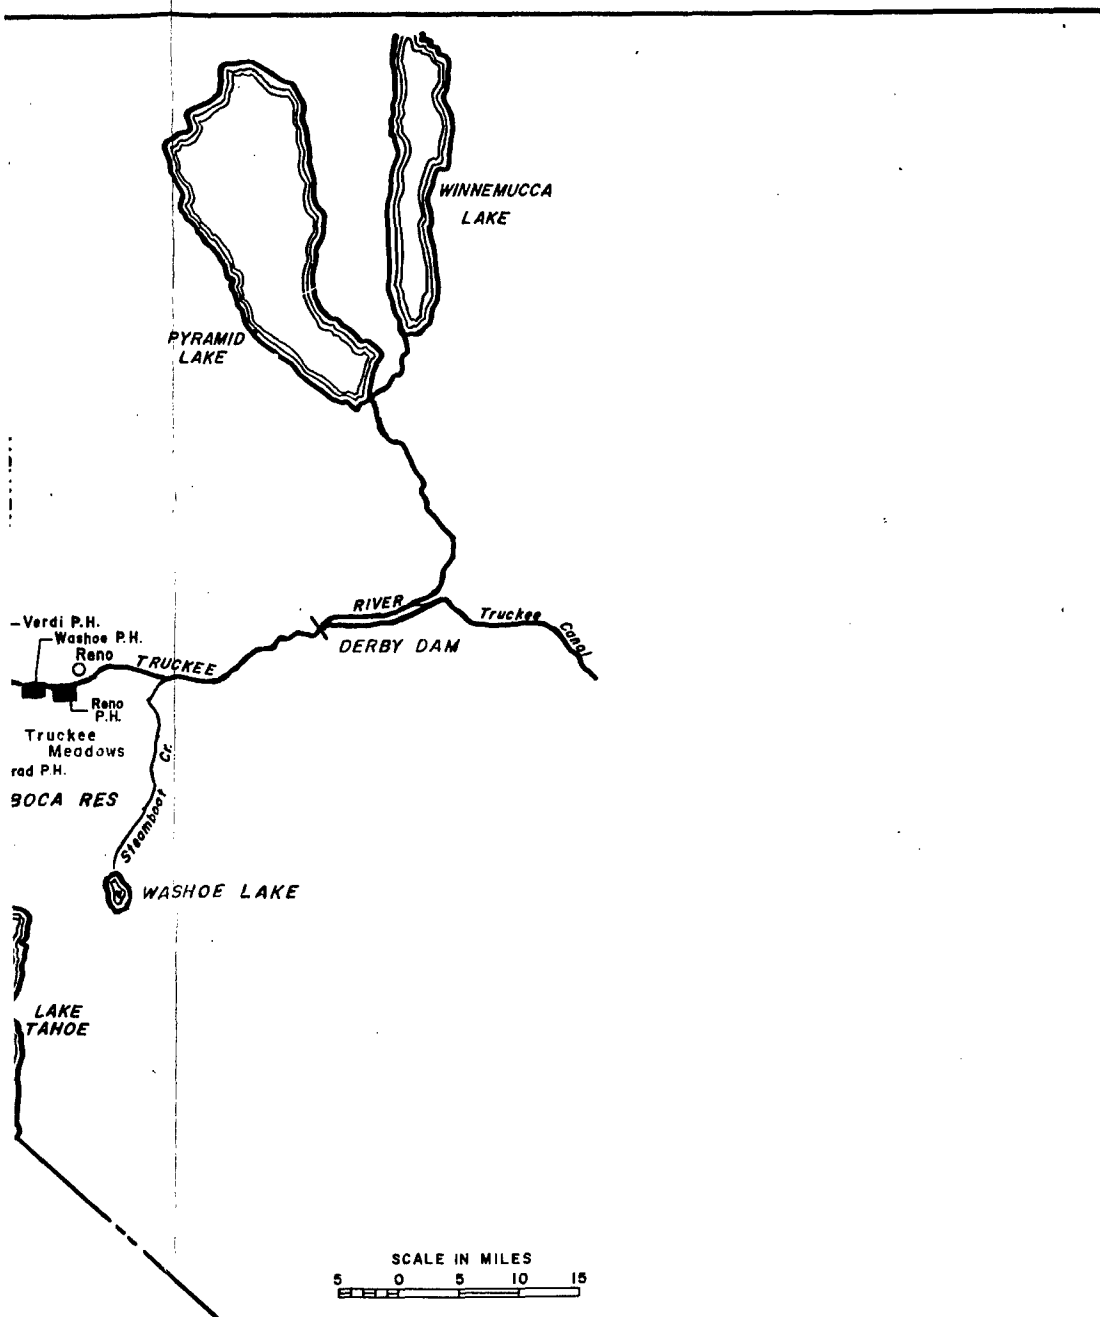 WINNEMUCCA
LAKE
PYRAMID
LAKE
RIVER
Truckee
Canal
DERBY DAM
Verdi P.H.
Washoe P.H.
Reno
TRUCKEE
Reno
P.H.
Truckee
Meadows
rad P.H.
BOCA RES
Steamboat Cr.
WASHOE LAKE
LAKE
TAHOE
SCALE IN MILES
5 0 5 10 15